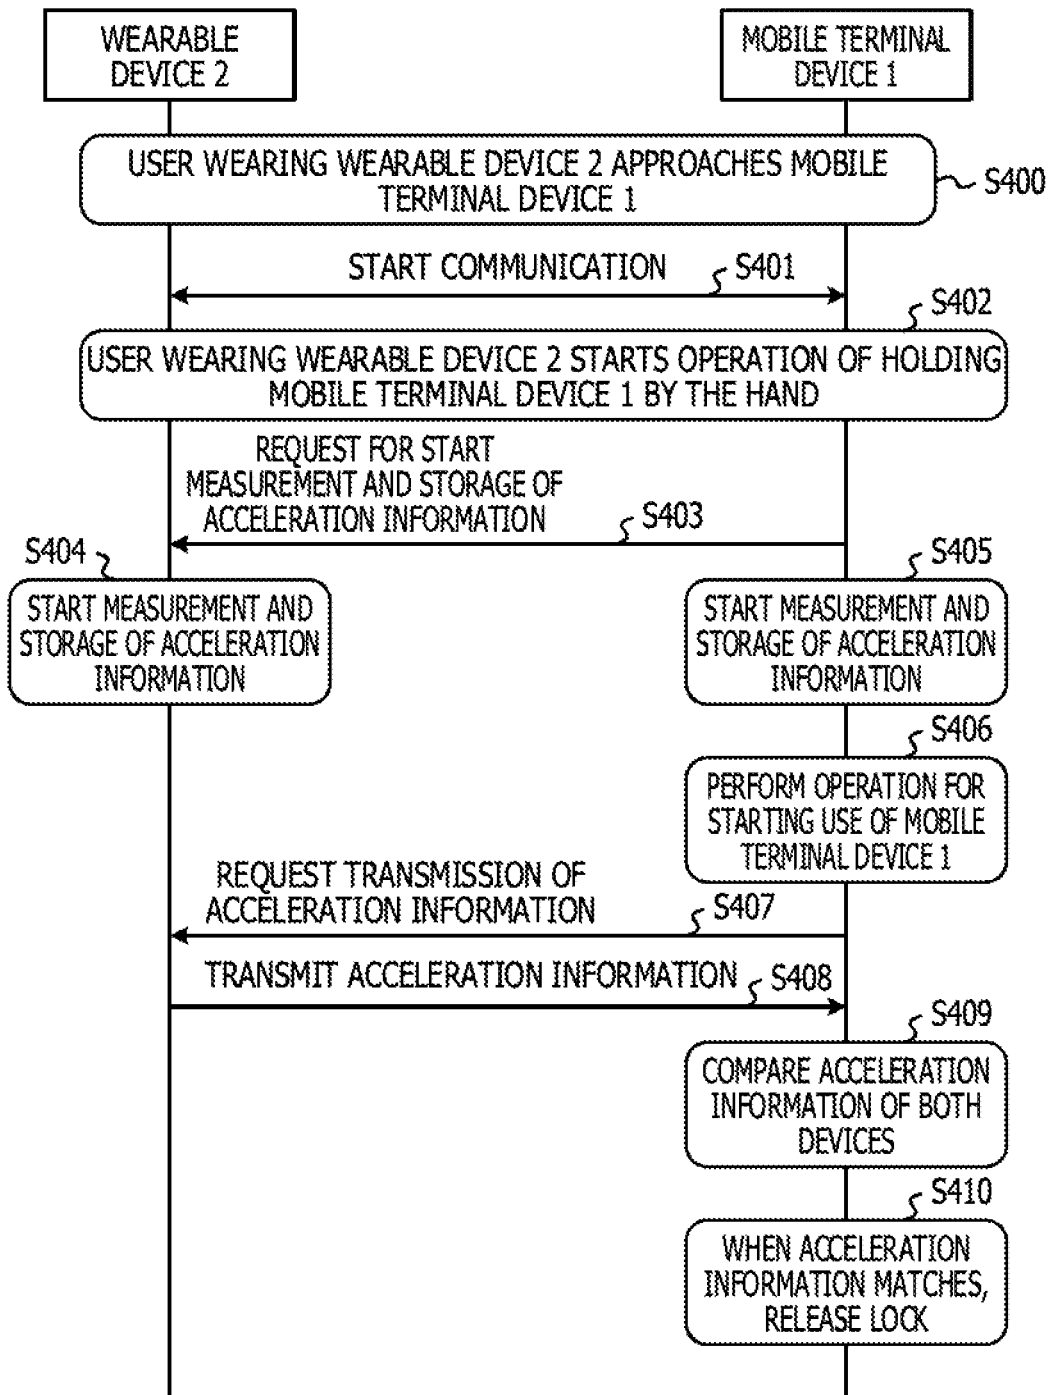 WEARABLE
DEVICE 2
MOBILE TERMINAL
DEVICE 1
USER WEARING WEARABLE DEVICE 2 APPROACHES MOBILE
TERMINAL DEVICE 1
S400
START COMMUNICATION
S401
S402
USER WEARING WEARABLE DEVICE 2 STARTS OPERATION OF HOLDING
MOBILE TERMINAL DEVICE 1 BY THE HAND
REQUEST FOR START
MEASUREMENT AND STORAGE OF
ACCELERATION INFORMATION
S403
S404
START MEASUREMENT AND
STORAGE OF ACCELERATION
INFORMATION
S405
START MEASUREMENT AND
STORAGE OF ACCELERATION
INFORMATION
S406
PERFORM OPERATION FOR
STARTING USE OF MOBILE
TERMINAL DEVICE 1
REQUEST TRANSMISSION OF
ACCELERATION INFORMATION
S407
TRANSMIT ACCELERATION INFORMATION
S408
S409
COMPARE ACCELERATION
INFORMATION OF BOTH
DEVICES
S410
WHEN ACCELERATION
INFORMATION MATCHES,
RELEASE LOCK